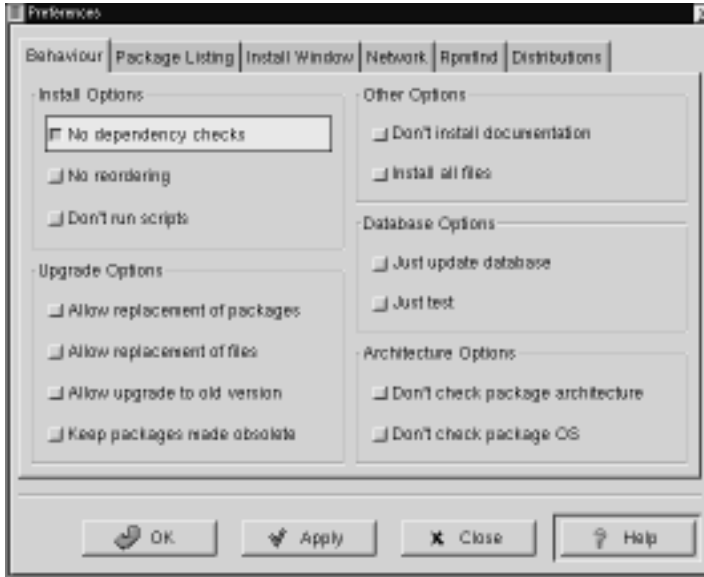 Preferences
Behaviour Package Listing Install Window Network Rpmfind Distributions
Install Options
No dependency checks
No reordering
Don't run scripts
Upgrade Options
Allow replacement of packages
Allow replacement of files
Allow upgrade to old version
Keep packages made obsolete
Other Options
Don't install documentation
Install all files
Database Options
Just update database
Just test
Architecture Options
Don't check package architecture
Don't check package OS
OK Apply Close Help